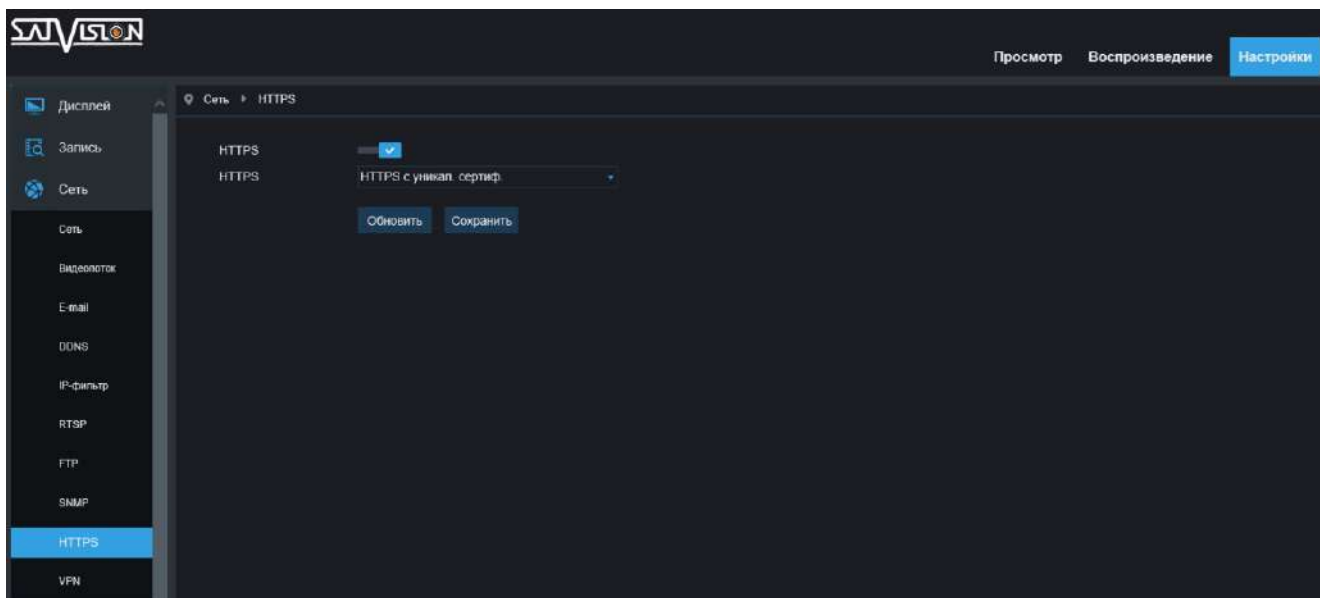 SATVISION
Просмотр Воспроизведение Настройки
Дисплей
Сеть HTTPS
Запись
HTTPS
HTTPS HTTPS с уникал. сертиф.
Сеть
Обновить Сохранить
Сеть
Видеопоток
E-mail
DDNS
IP-фильтр
RTSP
FTP
SNMP
HTTPS
VPN